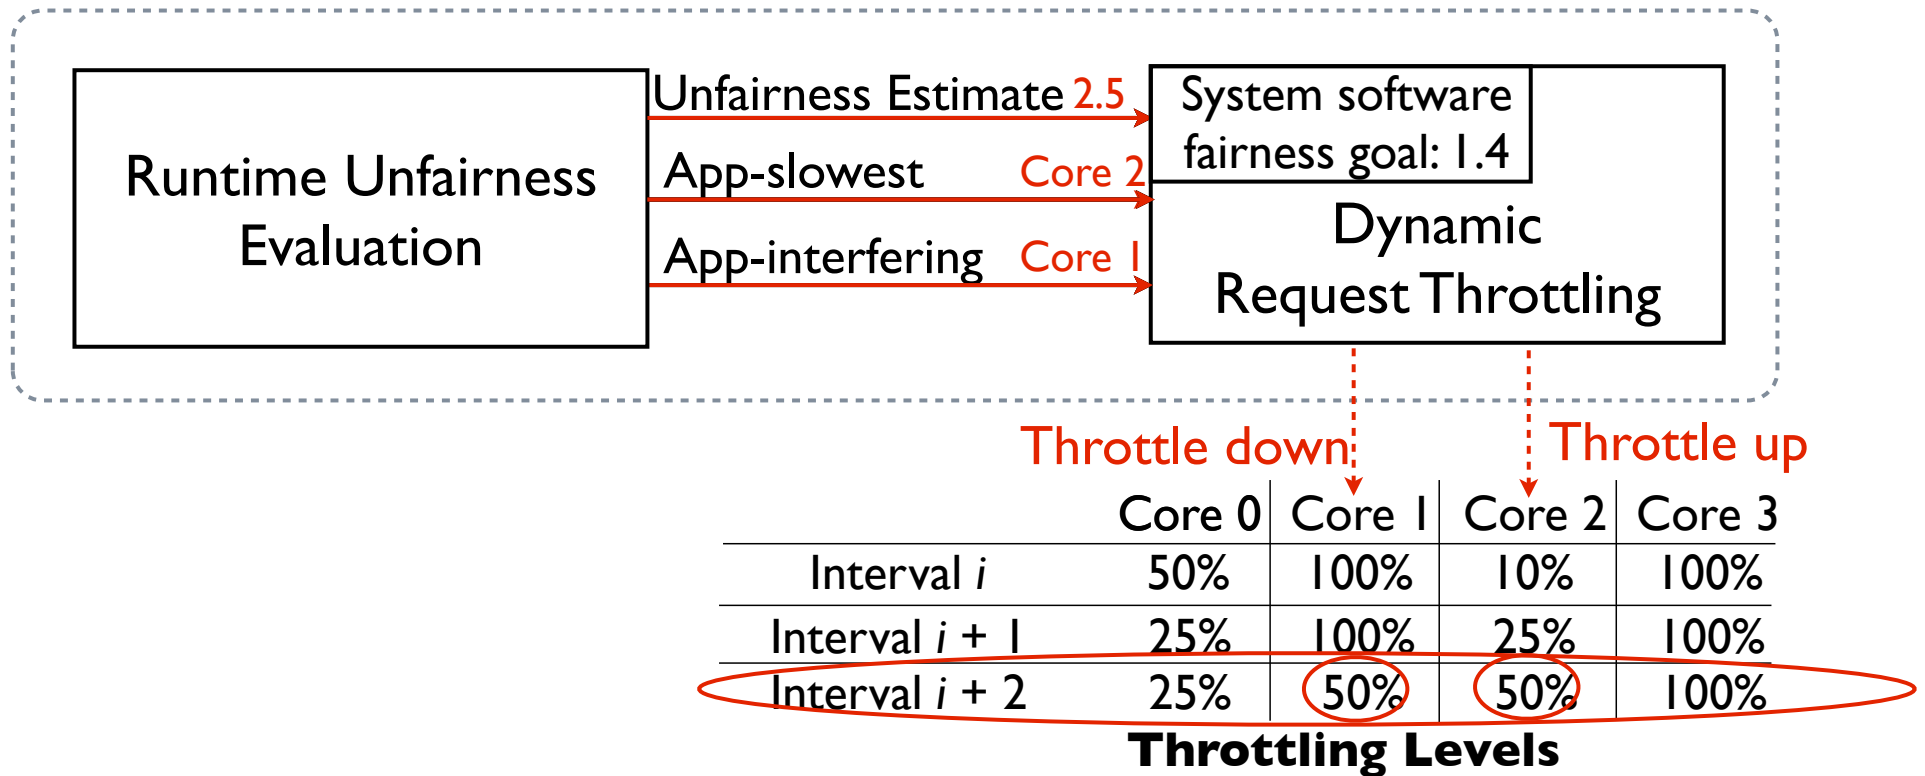 Unfairness Estimate 2.5
App-slowest Core 2
App-interfering Core 1
Runtime Unfairness
Evaluation
System software
fairness goal: 1.4
Dynamic
Request Throttling
Throttle down
Throttle up
Core 0 Core 1 Core 2 Core 3
Interval i 50% 100% 10% 100%
Interval i + 1 25% 100% 25% 100%
Interval i + 2 25% 50% 50% 100%
Throttling Levels